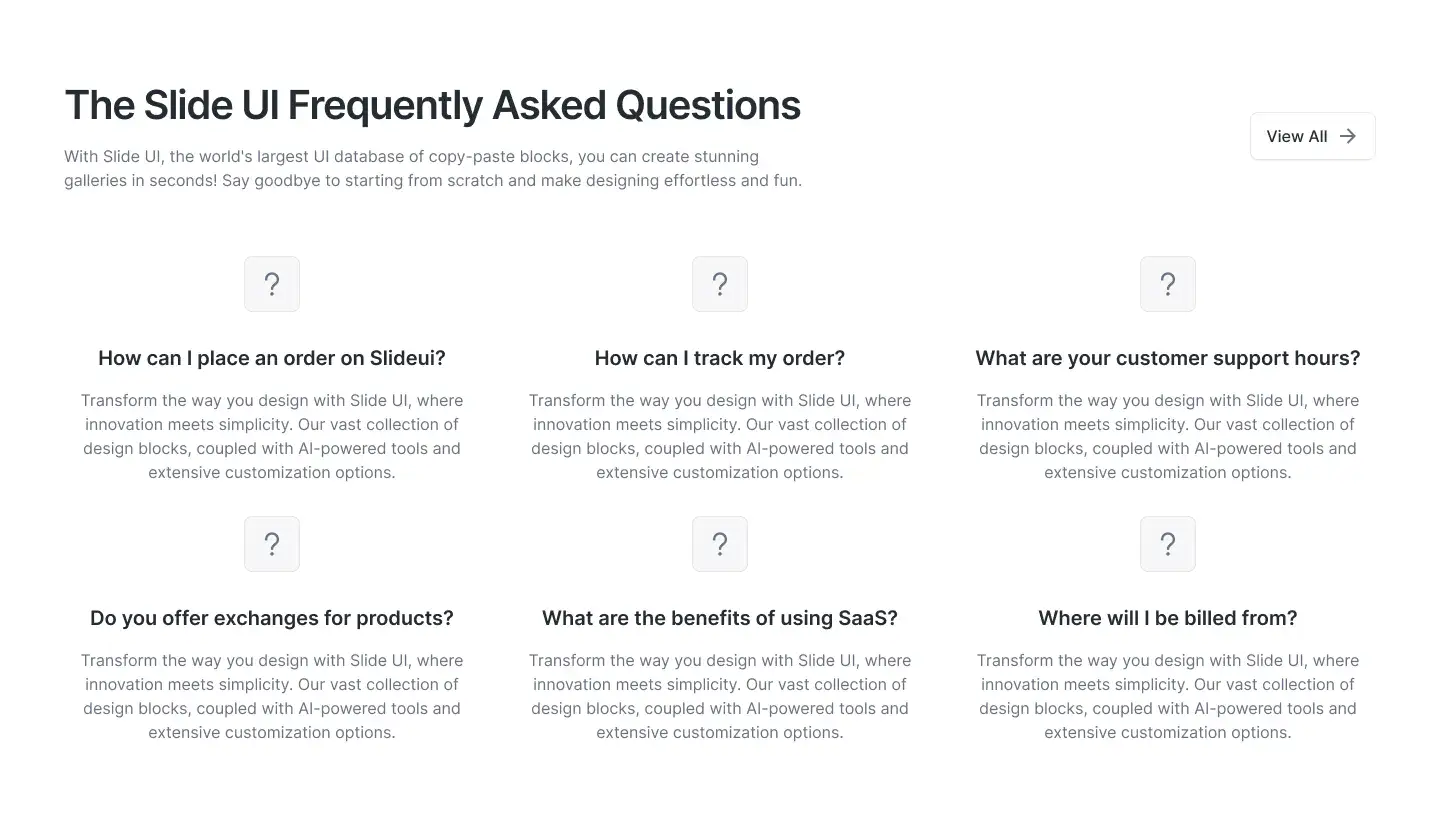 The Slide UI Frequently Asked Questions
With Slide UI, the world's largest UI database of copy-paste blocks, you can create stunning
galleries in seconds! Say goodbye to starting from scratch and make designing effortless and fun.
View All
?
How can I place an order on Slideui?
Transform the way you design with Slide UI, where
innovation meets simplicity. Our vast collection of
design blocks, coupled with AI-powered tools and
extensive customization options.
?
How can I track my order?
Transform the way you design with Slide UI, where
innovation meets simplicity. Our vast collection of
design blocks, coupled with AI-powered tools and
extensive customization options.
?
What are your customer support hours?
Transform the way you design with Slide UI, where
innovation meets simplicity. Our vast collection of
design blocks, coupled with AI-powered tools and
extensive customization options.
?
Do you offer exchanges for products?
Transform the way you design with Slide UI, where
innovation meets simplicity. Our vast collection of
design blocks, coupled with AI-powered tools and
extensive customization options.
?
What are the benefits of using SaaS?
Transform the way you design with Slide UI, where
innovation meets simplicity. Our vast collection of
design blocks, coupled with AI-powered tools and
extensive customization options.
?
Where will I be billed from?
Transform the way you design with Slide UI, where
innovation meets simplicity. Our vast collection of
design blocks, coupled with AI-powered tools and
extensive customization options.